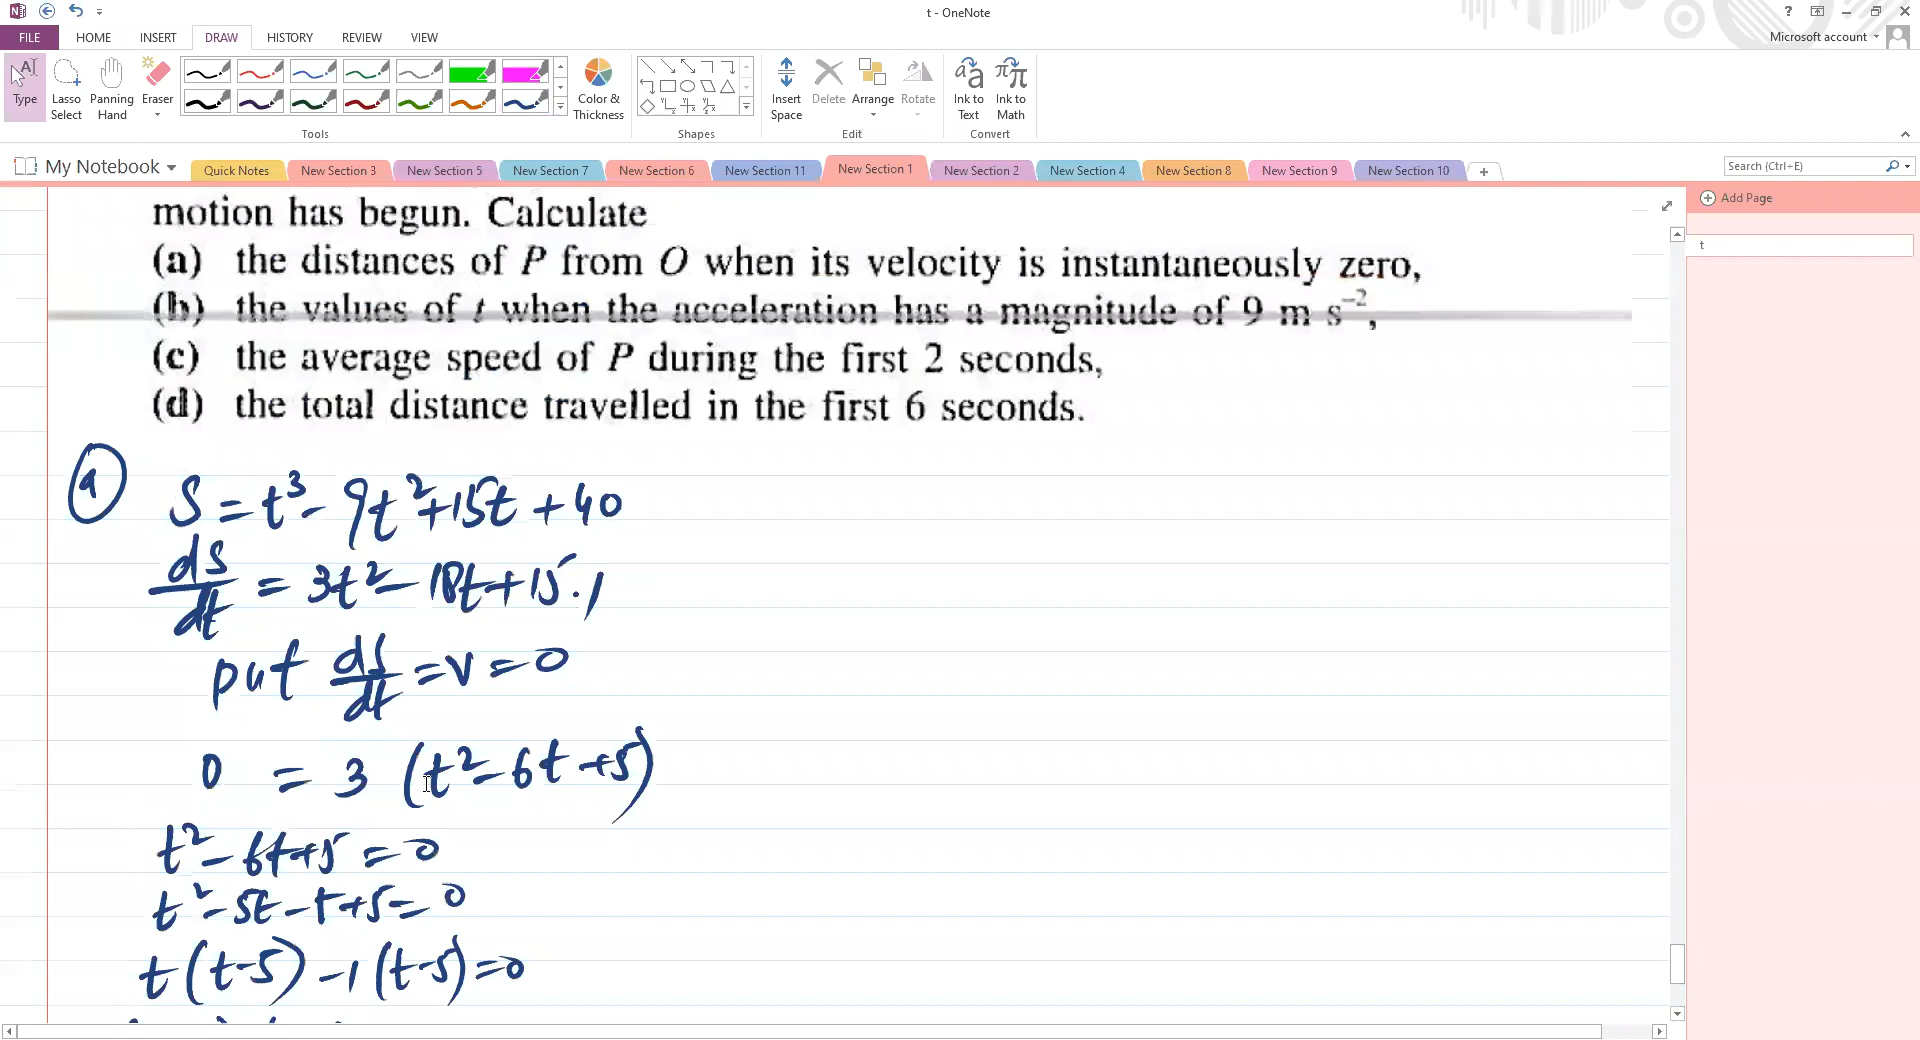 t - OneNote
?
Microsoft account
FILE HOME INSERT DRAW HISTORY REVIEW VIEW
Type
Lasso Select
Panning Hand
Eraser
Color & Thickness
Insert Space
Delete
Arrange
Rotate
Ink to Text
Ink to Math
Tools
Shapes
Edit
Convert
My Notebook
Quick Notes New Section 3 New Section 5 New Section 7 New Section 6 New Section 11 New Section 1 New Section 2 New Section 4 New Section 8 New Section 9 New Section 10
Search (Ctrl+E)
Add Page
t
motion has begun. Calculate
(a) the distances of P from O when its velocity is instantaneously zero,
(b) the values of t when the acceleration has a magnitude of 9 m s⁻²,
(c) the average speed of P during the first 2 seconds,
(d) the total distance travelled in the first 6 seconds.
a S = t³ - 9t² + 15t + 40
ds/dt = 3t² - 18t + 15 . 1
put ds/dt = v = 0
0 = 3 (t² - 6t + 5)
t² - 6t + 5 = 0
t² - 5t - t + 5 = 0
t(t-5) -1(t-5) = 0